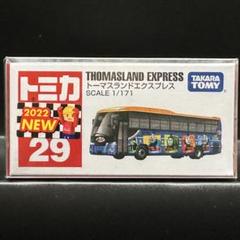 トミカ
2022
NEW
29
THOMASLAND EXPRESS
トーマスランドエクスプレス
SCALE 1/171
TAKARA
TOMY